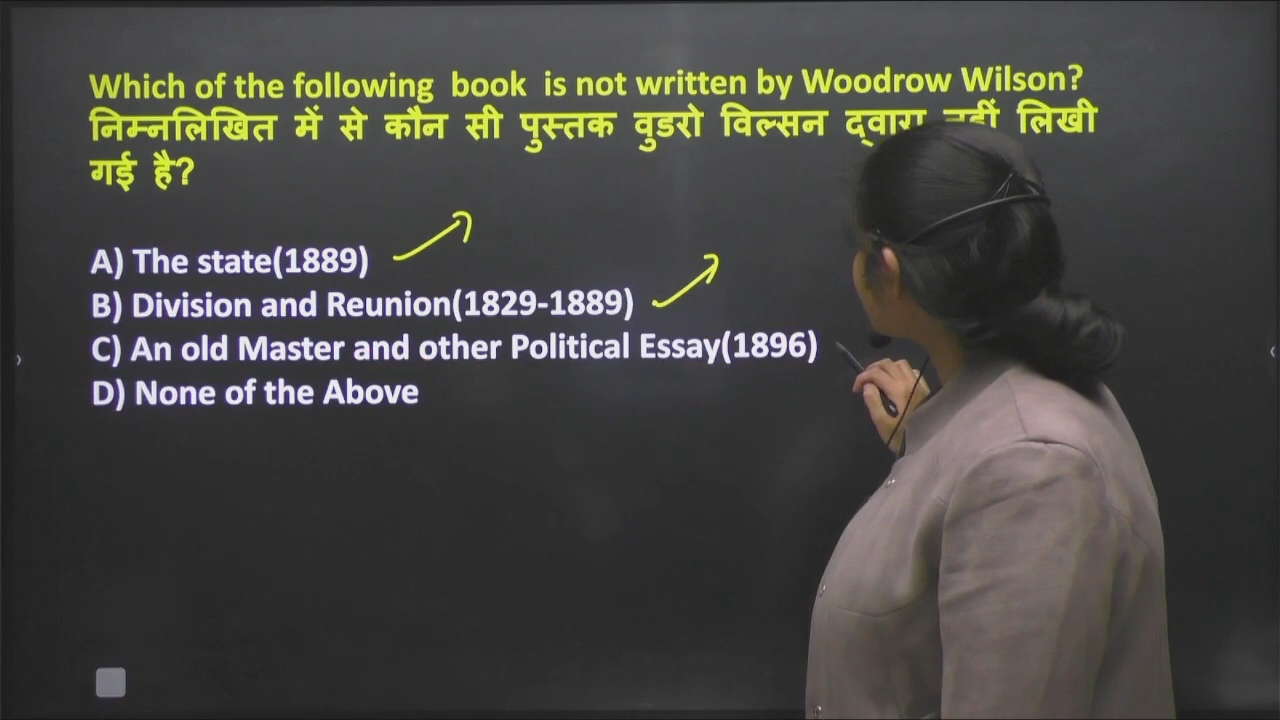 Which of the following book is not written by Woodrow Wilson?
निम्नलिखित में से कौन सी पुस्तक वुडरो विल्सन द्वारा नहीं लिखी
गई है?
A) The state(1889)
B) Division and Reunion(1829-1889)
C) An old Master and other Political Essay(1896)
D) None of the Above